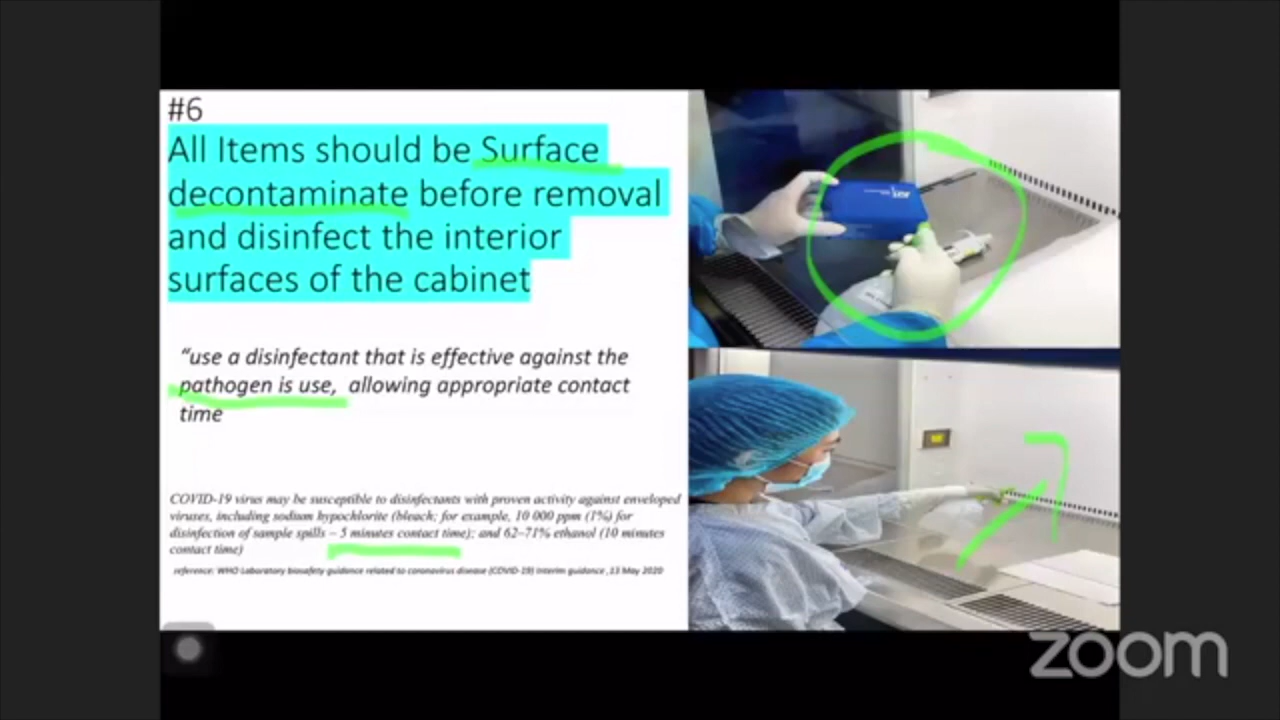 #6
All Items should be Surface
decontaminate before removal
and disinfect the interior
surfaces of the cabinet
“use a disinfectant that is effective against the
pathogen is use, allowing appropriate contact
time
COVID-19 virus may be susceptible to disinfectants with proven activity against enveloped
viruses, including sodium hypochlorite (bleach; for example, 10 000 ppm (1%) for
disinfection of sample spills – 5 minutes contact time); and 62–71% ethanol (10 minutes
contact time)
reference: WHO Laboratory biosafety guidance related to coronavirus disease (COVID-19) Interim guidance ,13 May 2020
zoom